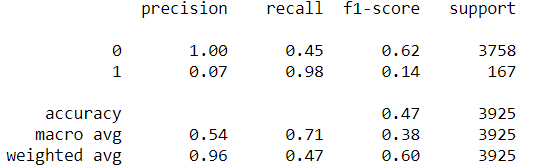 precision recall f1-score support
0 1.00 0.45 0.62 3758
1 0.07 0.98 0.14 167
accuracy 0.47 3925
macro avg 0.54 0.71 0.38 3925
weighted avg 0.96 0.47 0.60 3925